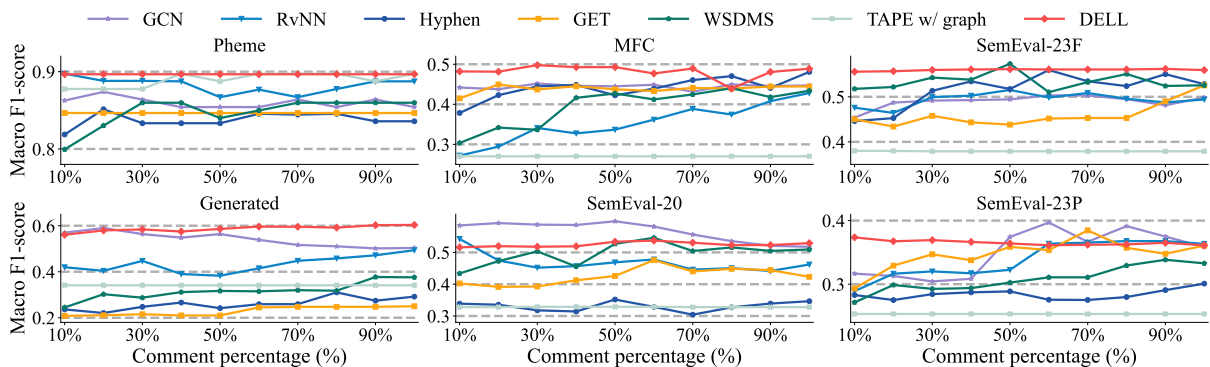 GCN RvNN Hyphen GET WSDMS TAPE w/ graph DELL
Pheme MFC SemEval-23F
Macro F1-score
0.9
0.8
10% 30% 50% 70% 90%
0.5
0.4
0.3
10% 30% 50% 70% 90%
0.5
0.4
10% 30% 50% 70% 90%
Generated SemEval-20 SemEval-23P
Macro F1-score
0.6
0.4
0.2
10% 30% 50% 70% 90%
0.5
0.4
0.3
10% 30% 50% 70% 90%
0.4
0.3
10% 30% 50% 70% 90%
Comment percentage (%) Comment percentage (%) Comment percentage (%)